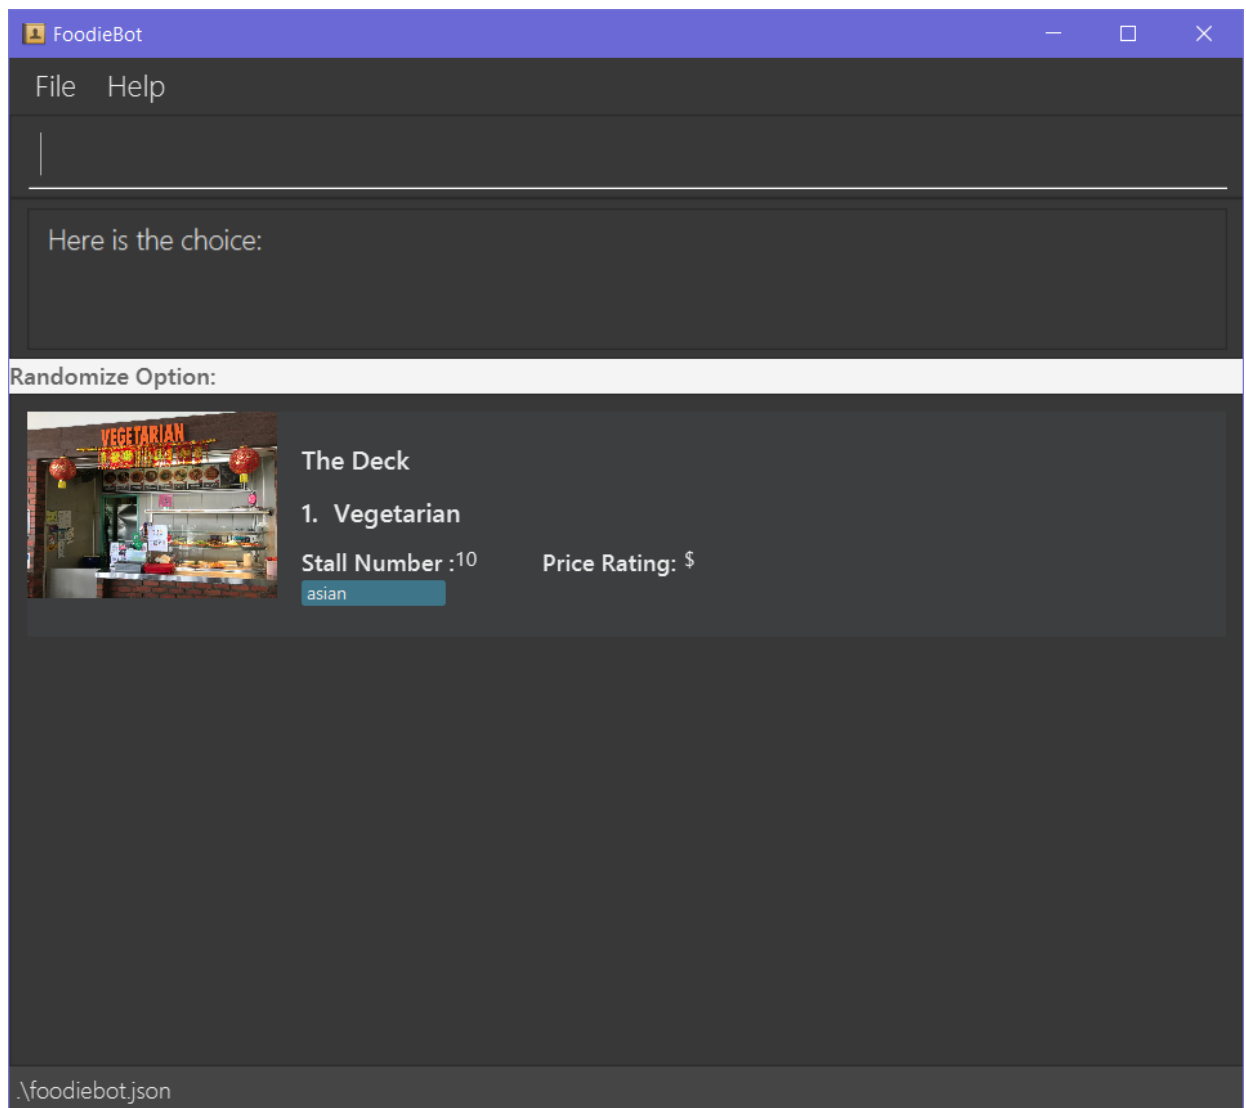 FoodieBot
File Help
Here is the choice:
Randomize Option:
VEGETARIAN
The Deck
1. Vegetarian
Stall Number :10 Price Rating: $
asian
.\foodiebot.json